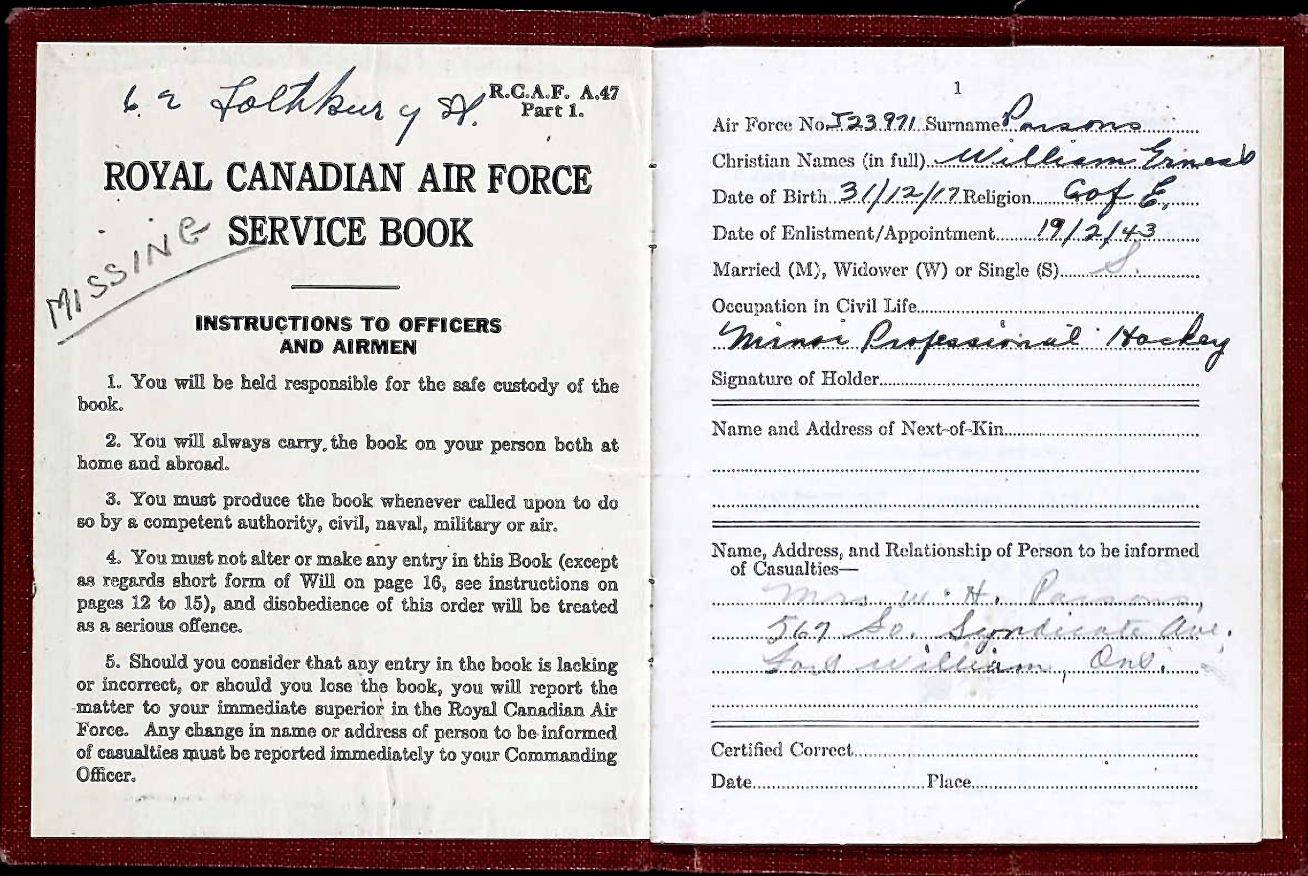 62 Lothbury St.
R.C.A.F. A.47
Part 1.
ROYAL CANADIAN AIR FORCE
SERVICE BOOK
MISSING
INSTRUCTIONS TO OFFICERS
AND AIRMEN
1. You will be held responsible for the safe custody of the
book.
2. You will always carry the book on your person both at
home and abroad.
3. You must produce the book whenever called upon to do
so by a competent authority, civil, naval, military or air.
4. You must not alter or make any entry in this Book (except
as regards short form of Will on page 16, see instructions on
pages 12 to 15), and disobedience of this order will be treated
as a serious offence.
5. Should you consider that any entry in the book is lacking
or incorrect, or should you lose the book, you will report the
matter to your immediate superior in the Royal Canadian Air
Force. Any change in name or address of person to be informed
of casualties must be reported immediately to your Commanding
Officer.
1
Air Force No. J23971 Surname Parsons
Christian Names (in full) William Ernest
Date of Birth 31/12/17 Religion C of E.
Date of Enlistment/Appointment 19/2/43
Married (M), Widower (W) or Single (S) S.
Occupation in Civil Life
Minor Professional Hockey
Signature of Holder
Name and Address of Next-of-Kin
Name, Address, and Relationship of Person to be informed
of Casualties—
Mrs. W. H. Parsons,
567 So. Syndicate Ave.
Fort William, Ont.
Certified Correct
Date Place